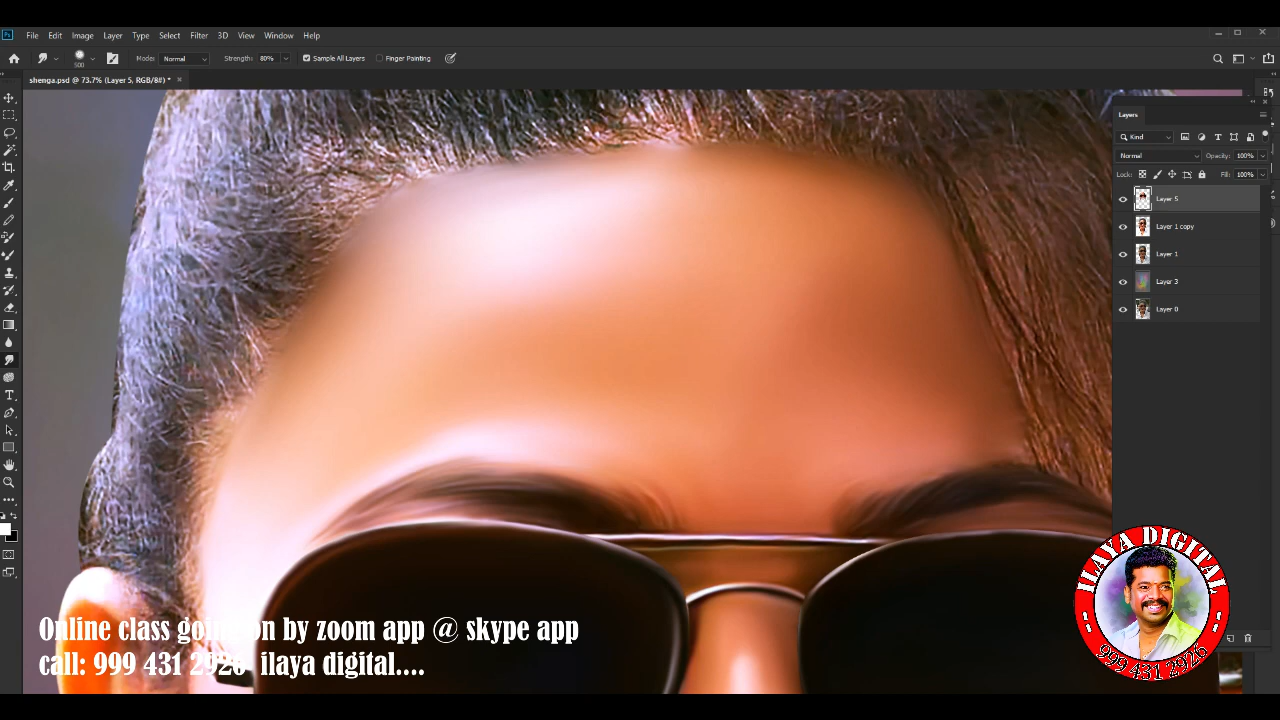 File Edit Image Layer Type Select Filter 3D View Window Help
500 Mode: Normal Strength: 80% Sample All Layers Finger Painting
shenga.psd @ 73.7% (Layer 5, RGB/8#) * ×
Layers
Kind
Normal Opacity: 100%
Lock: Fill: 100%
Layer 5
Layer 1 copy
Layer 1
Layer 3
Layer 0
ILAYA DIGITAL
999 431 2926
Online class going on by zoom app @ skype app
call: 999 431 2926 ilaya digital....